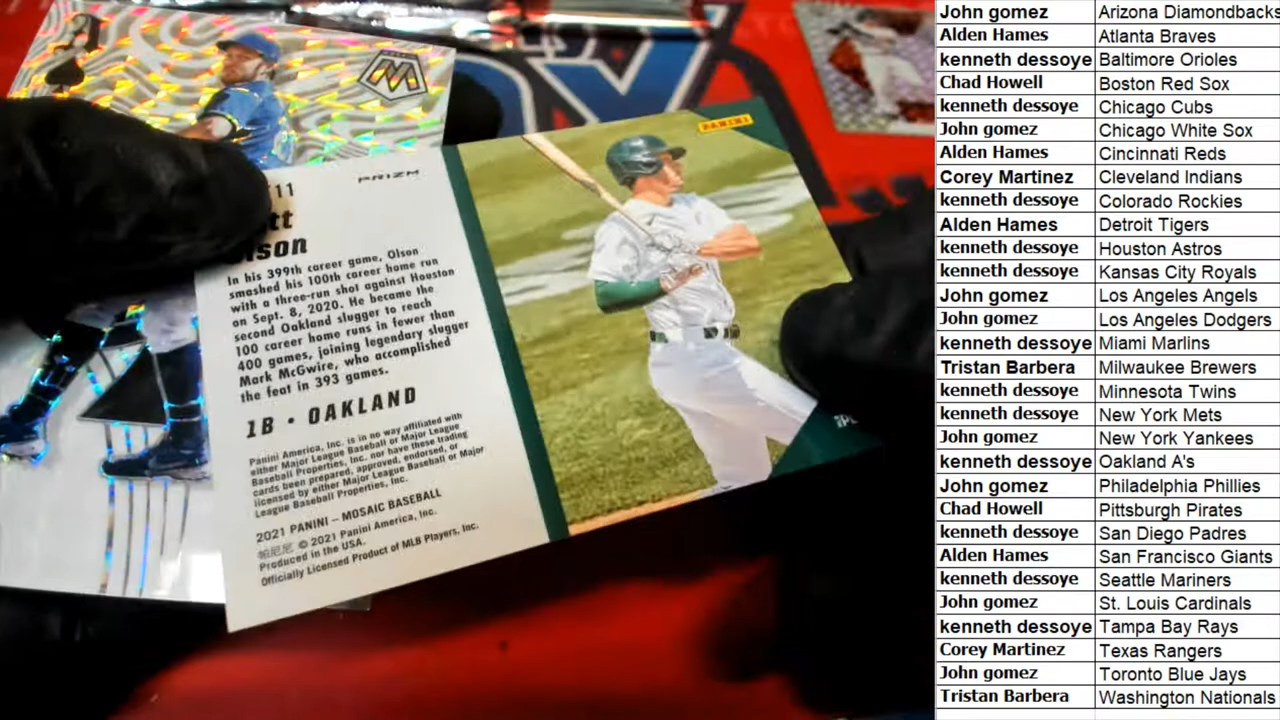 A
M
PANINI
11
PRIZM
In his 399th career game, Olson
smashed his 100th career home run
with a three-run shot against Houston
on Sept. 8, 2020. He became the
second Oakland slugger to reach
100 career home runs in fewer than
400 games, joining legendary slugger
Mark McGwire, who accomplished
the feat in 393 games.
1B • OAKLAND
Panini America, Inc. is in no way affiliated with
either Major League Baseball or Major League
Baseball Properties, Inc. nor have these trading
cards been prepared, approved, endorsed, or
licensed by either Major League Baseball or Major
League Baseball Properties, Inc.
2021 PANINI – MOSAIC BASEBALL
帕尼尼 © 2021 Panini America, Inc.
Produced in the USA.
Officially Licensed Product of MLB Players, Inc.
John gomez Arizona Diamondbacks
Alden Hames Atlanta Braves
kenneth dessoye Baltimore Orioles
Chad Howell Boston Red Sox
kenneth dessoye Chicago Cubs
John gomez Chicago White Sox
Alden Hames Cincinnati Reds
Corey Martinez Cleveland Indians
kenneth dessoye Colorado Rockies
Alden Hames Detroit Tigers
kenneth dessoye Houston Astros
kenneth dessoye Kansas City Royals
John gomez Los Angeles Angels
John gomez Los Angeles Dodgers
kenneth dessoye Miami Marlins
Tristan Barbera Milwaukee Brewers
kenneth dessoye Minnesota Twins
kenneth dessoye New York Mets
John gomez New York Yankees
kenneth dessoye Oakland A's
John gomez Philadelphia Phillies
Chad Howell Pittsburgh Pirates
kenneth dessoye San Diego Padres
Alden Hames San Francisco Giants
kenneth dessoye Seattle Mariners
John gomez St. Louis Cardinals
kenneth dessoye Tampa Bay Rays
Corey Martinez Texas Rangers
John gomez Toronto Blue Jays
Tristan Barbera Washington Nationals